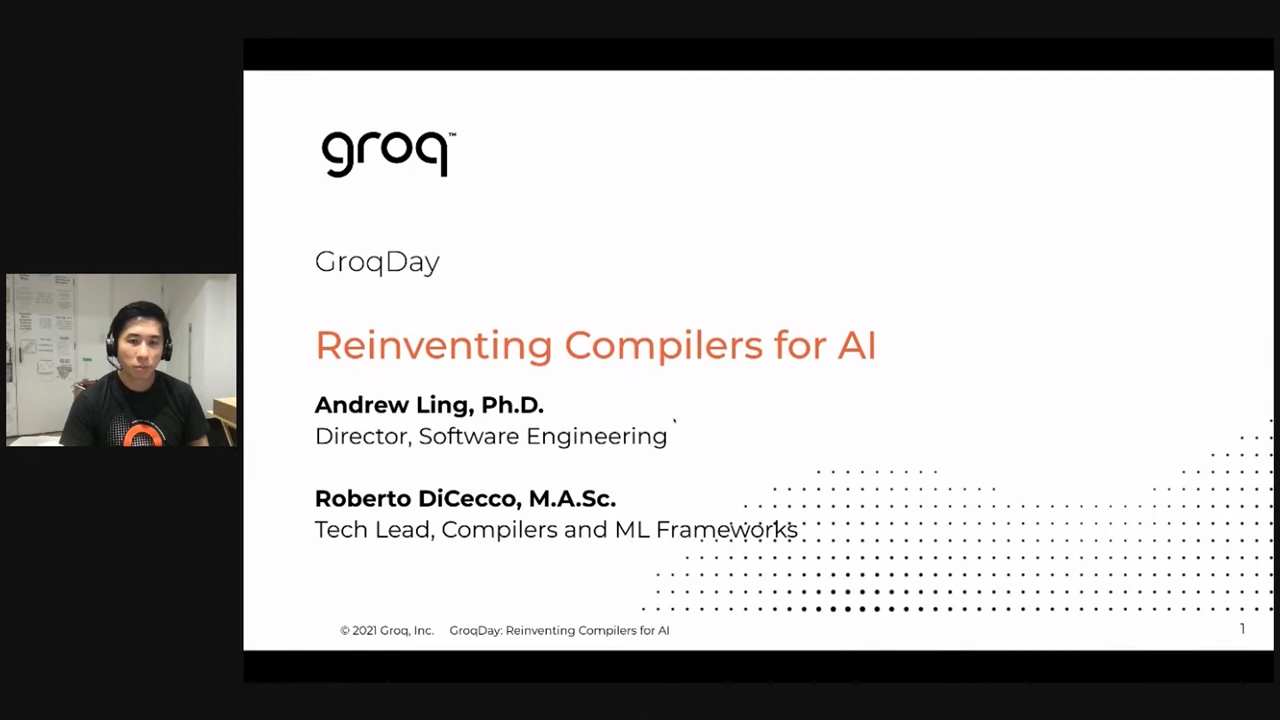 groq™
GroqDay
Reinventing Compilers for AI
Andrew Ling, Ph.D.
Director, Software Engineering
Roberto DiCecco, M.A.Sc.
Tech Lead, Compilers and ML Frameworks
© 2021 Groq, Inc. GroqDay: Reinventing Compilers for AI 1